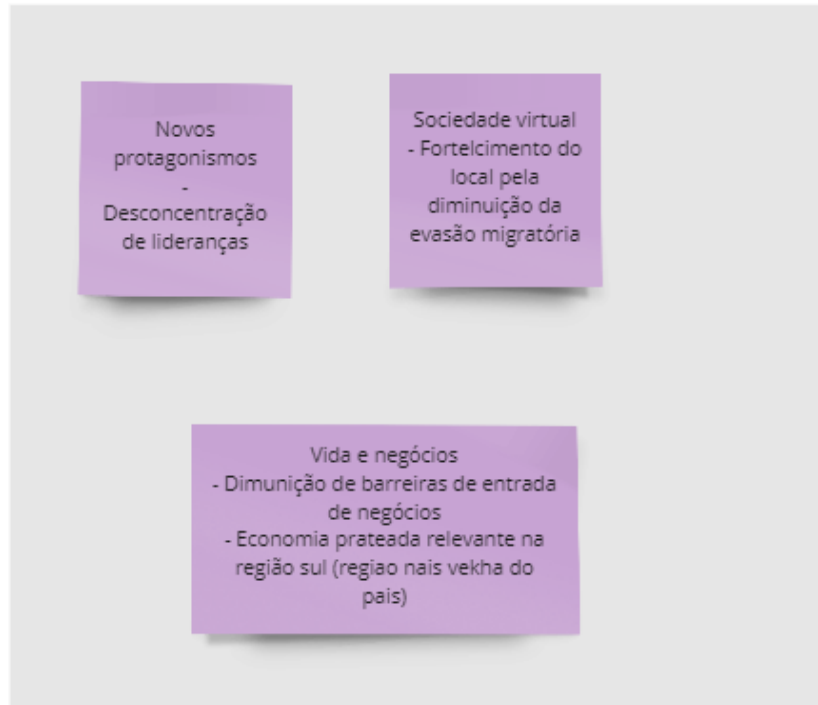 Novos
protagonismos
-
Desconcentração
de lideranças
Sociedade virtual
- Fortelcimento do
local pela
diminuição da
evasão migratória
Vida e negócios
- Dimunição de barreiras de entrada
de negócios
- Economia prateada relevante na
região sul (regiao nais vekha do
pais)